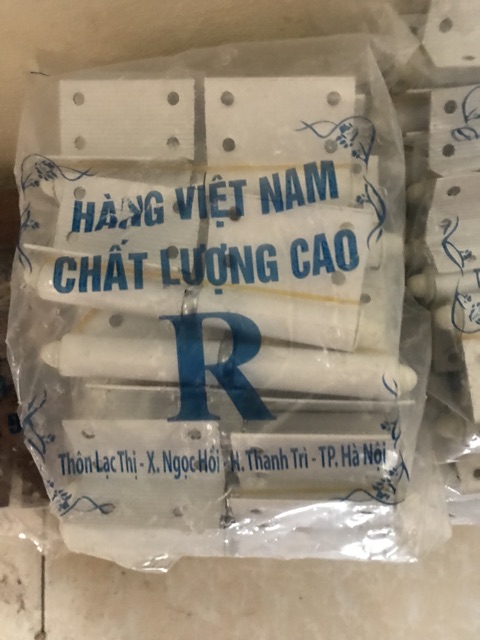 HÀNG VIỆT NAM
CHẤT LƯỢNG CAO
R
Thôn Lạc Thị - X. Ngọc Hồi - H. Thanh Trì - TP. Hà Nội